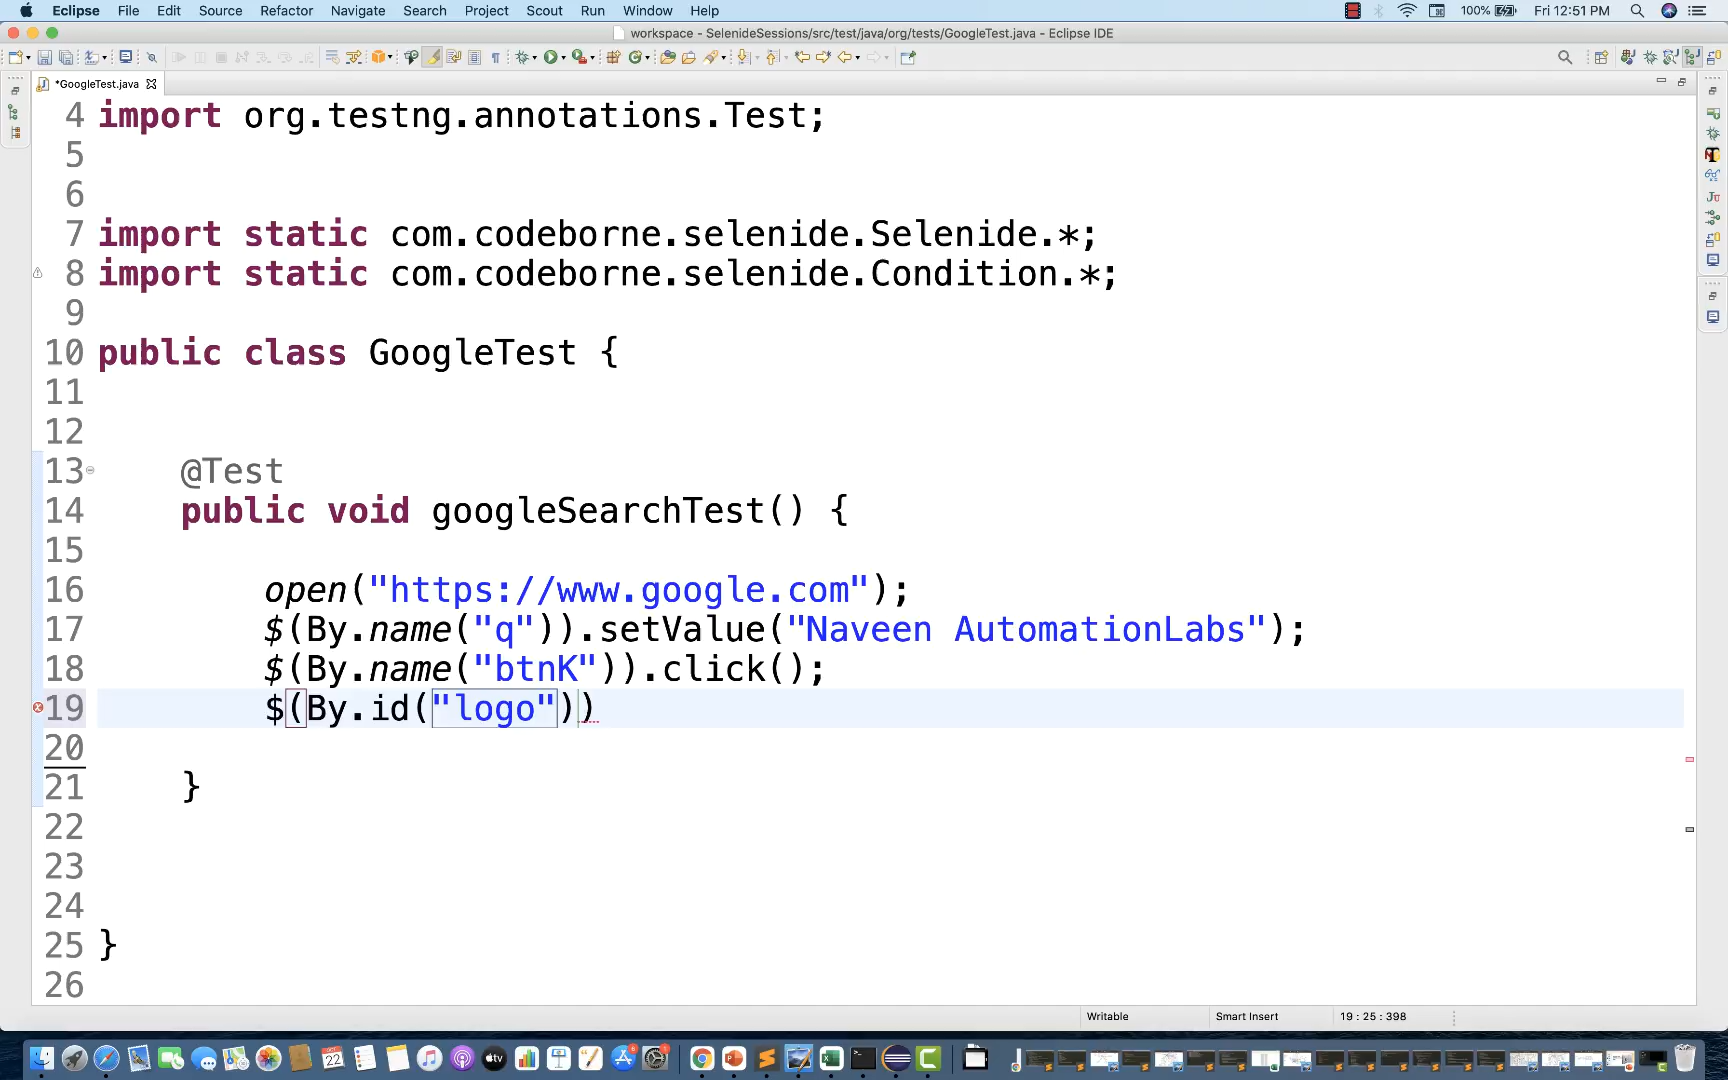 Eclipse File Edit Source Refactor Navigate Search Project Scout Run Window Help 100% Fri 12:51 PM
workspace - SelenideSessions/src/test/java/org/tests/GoogleTest.java - Eclipse IDE
*GoogleTest.java
4 import org.testng.annotations.Test;
5
6
7 import static com.codeborne.selenide.Selenide.*;
8 import static com.codeborne.selenide.Condition.*;
9
10 public class GoogleTest {
11
12
13 @Test
14 public void googleSearchTest() {
15
16 open("https://www.google.com");
17 $(By.name("q")).setValue("Naveen AutomationLabs");
18 $(By.name("btnK")).click();
19 $(By.id("logo"))
20
21 }
22
23
24
25 }
26
Writable Smart Insert 19 : 25 : 398